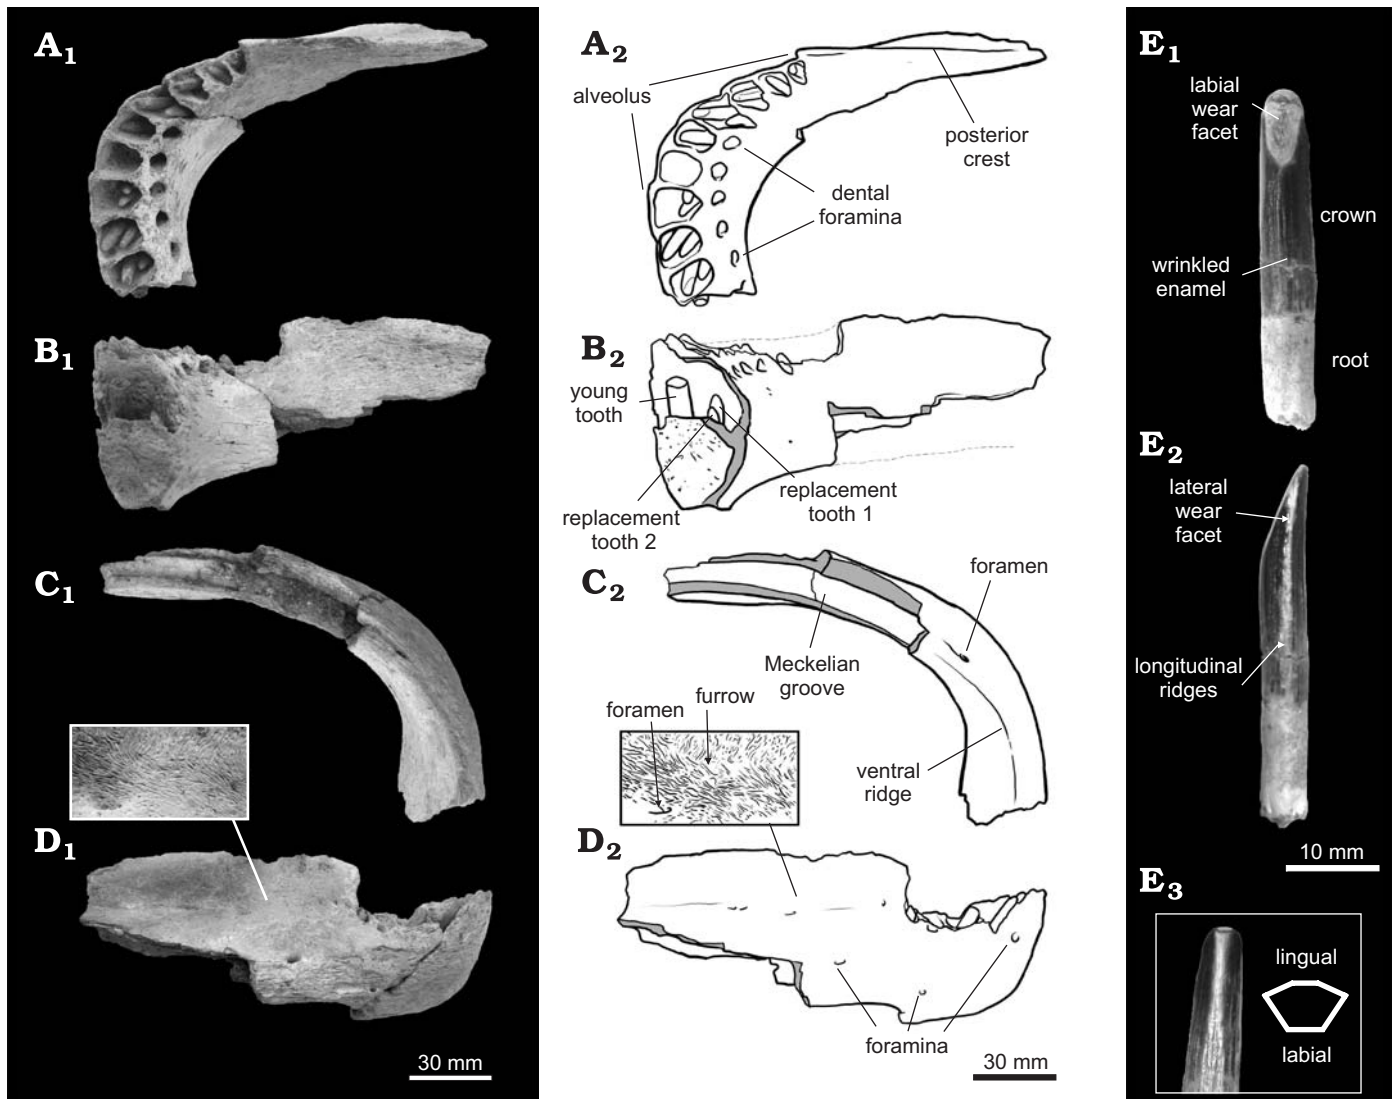 A1
B1
C1
D1
30 mm
A2
alveolus
posterior
crest
dental
foramina
B2
young
tooth
replacement
tooth 1
replacement
tooth 2
C2
foramen
Meckelian
groove
foramen
furrow
ventral
ridge
D2
foramina
30 mm
E1
labial
wear
facet
crown
wrinkled
enamel
root
E2
lateral
wear
facet
longitudinal
ridges
10 mm
E3
lingual
labial